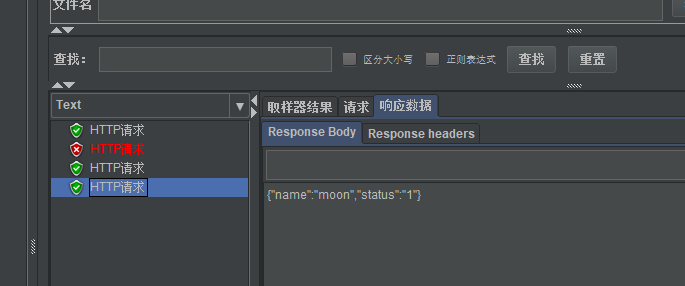 文件名
查找： 区分大小写 正则表达式 查找 重置
Text
取样器结果 请求 响应数据
HTTP请求
HTTP请求
HTTP请求
HTTP请求
Response Body Response headers
{"name":"moon","status":"1"}